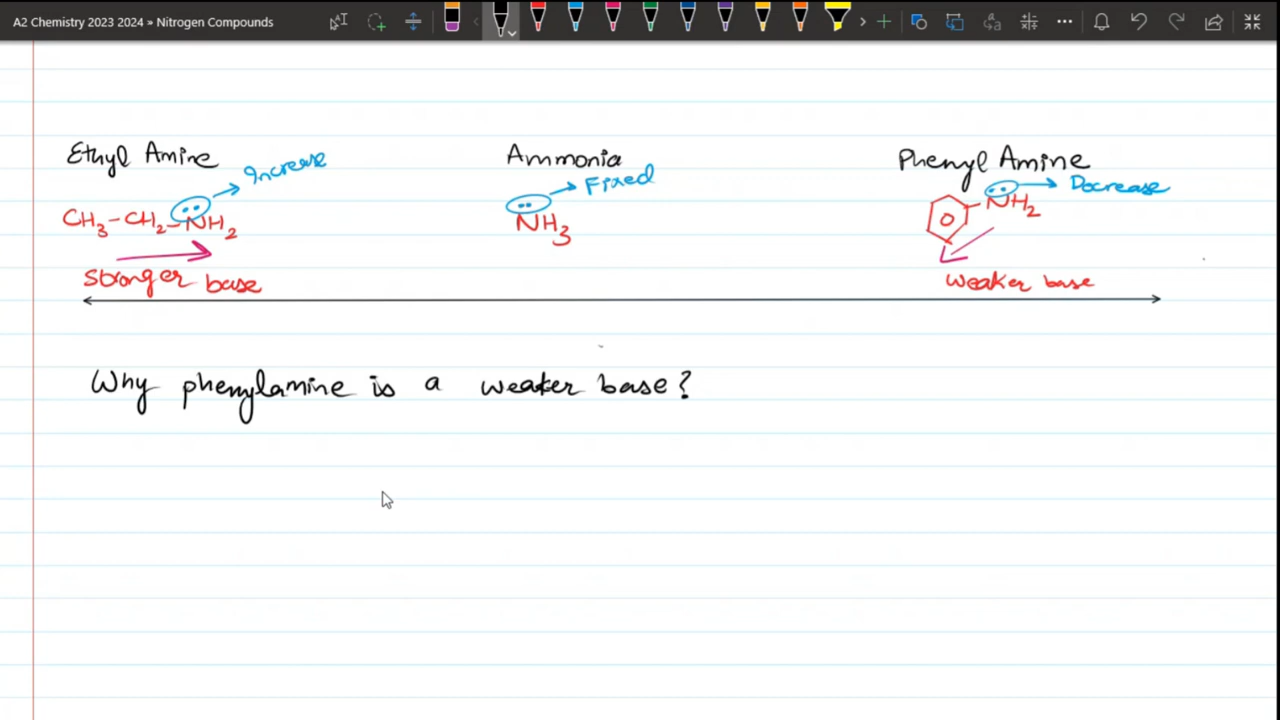 A2 Chemistry 2023 2024 » Nitrogen Compounds
Ethyl Amine
Increase
CH3-CH2-NH2
stronger base
Ammonia
Fixed
NH3
Phenyl Amine
Decrease
NH2
weaker base
Why phenylamine is a weaker base?